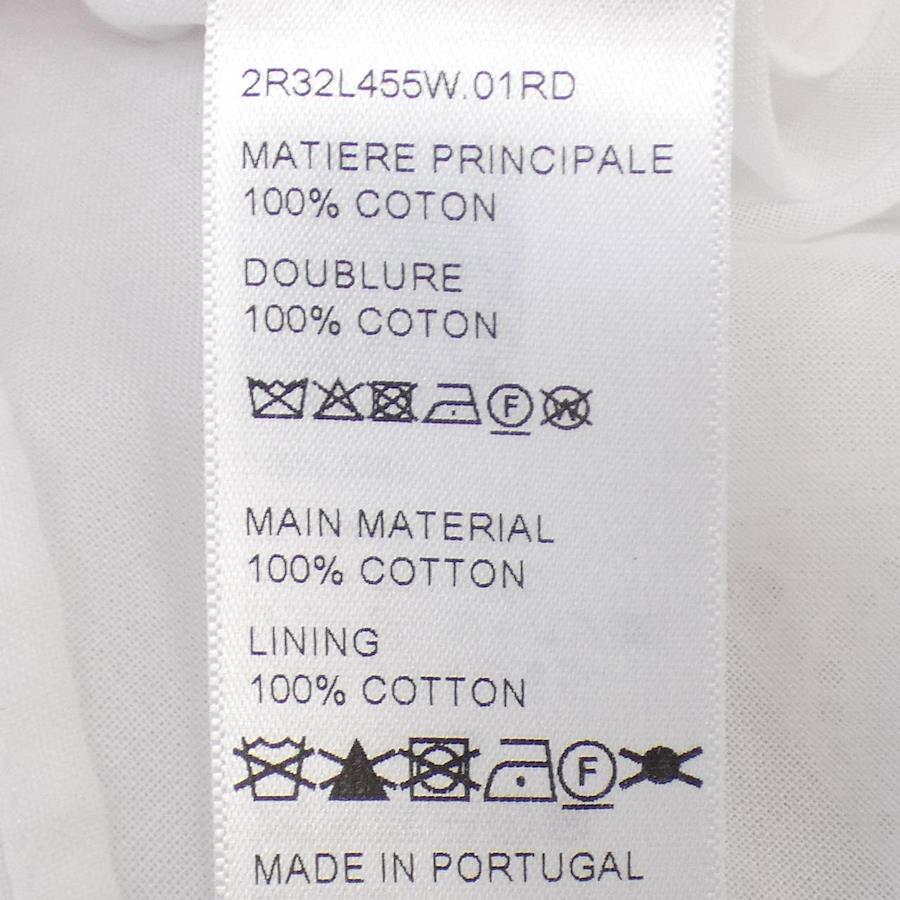 2R32L455W.01RD
MATIERE PRINCIPALE
100% COTON
DOUBLURE
100% COTON
F W
MAIN MATERIAL
100% COTTON
LINING
100% COTTON
F
MADE IN PORTUGAL